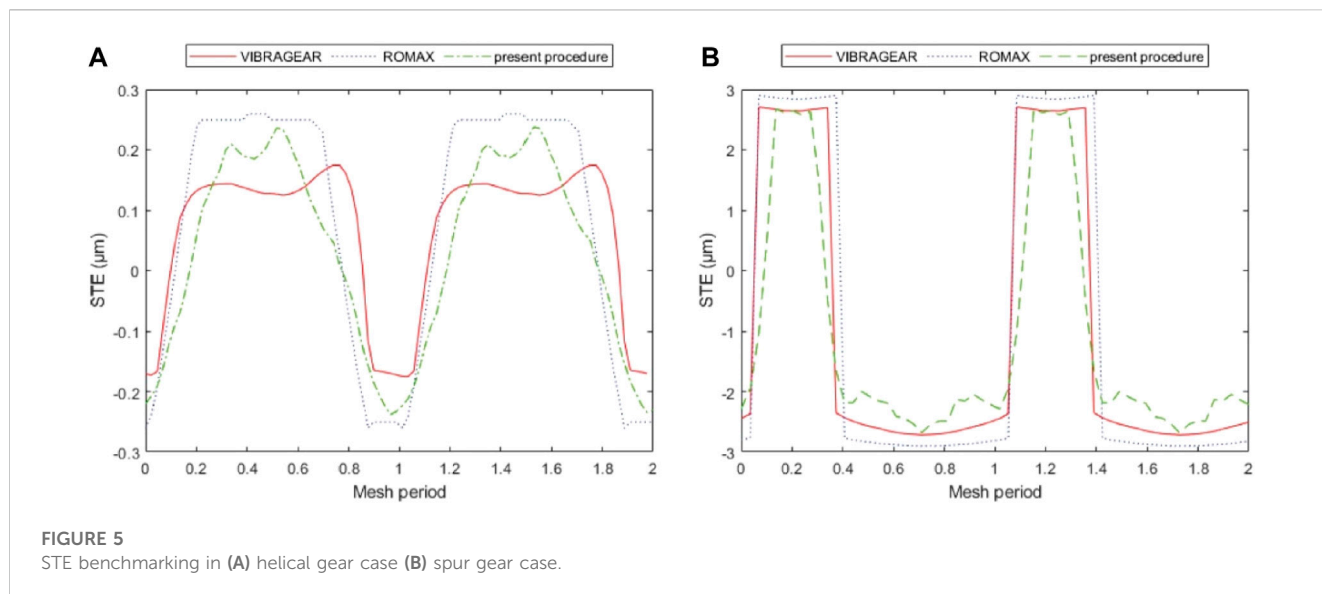 A
VIBRAGEAR ROMAX present procedure
0.3
0.2
0.1
0
-0.1
-0.2
-0.3
STE (µm)
0 0.2 0.4 0.6 0.8 1 1.2 1.4 1.6 1.8 2
Mesh period
B
VIBRAGEAR ROMAX present procedure
3
2
1
0
-1
-2
-3
STE (µm)
0 0.2 0.4 0.6 0.8 1 1.2 1.4 1.6 1.8 2
Mesh period
FIGURE 5
STE benchmarking in (A) helical gear case (B) spur gear case.